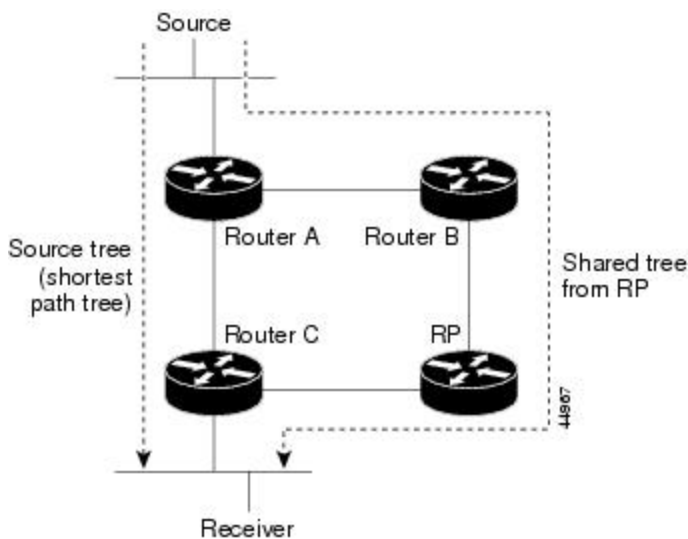 Source
Router A
Router B
Source tree
(shortest
path tree)
Shared tree
from RP
Router C
RP
44967
Receiver